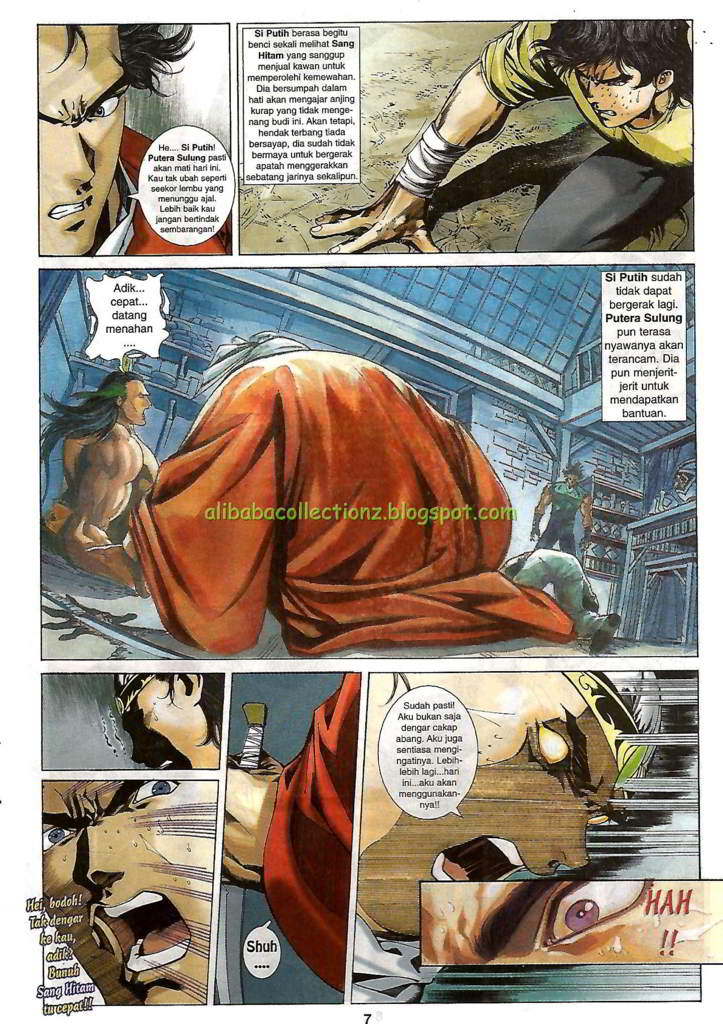 He.... Si Putih!
Putera Sulung pasti
akan mati hari ini.
Kau tak ubah seperti
seekor lembu yang
menunggu ajal.
Lebih baik kau
jangan bertindak
sembarangan!
Si Putih berasa begitu
benci sekali melihat Sang
Hitam yang sanggup
menjual kawan untuk
memperolehi kemewahan.
Dia bersumpah dalam
hati akan mengajar anjing
kurap yang tidak menge-
nang budi ini. Akan tetapi,
hendak terbang tiada
bersayap, dia sudah tidak
bermaya untuk bergerak
apatah menggerakkan
sebatang jarinya sekalipun.
Adik...
cepat...
datang
menahan
....
Si Putih sudah
tidak dapat
bergerak lagi.
Putera Sulung
pun terasa
nyawanya akan
terancam. Dia
pun menjerit-
jerit untuk
mendapatkan
bantuan.
alibabacollectionz.blogspot.com
Hei, bodoh!
Tak dengar
ke kau,
adik?
Bunuh
Sang Hitam
tu cepat!!
Shuh
....
Sudah pasti!
Aku bukan saja
dengar cakap
abang. Aku juga
sentiasa mengi-
ngatinya. Lebih-
lebih lagi...hari
ini...aku akan
menggunakan-
nya!!
HAH
!!
7